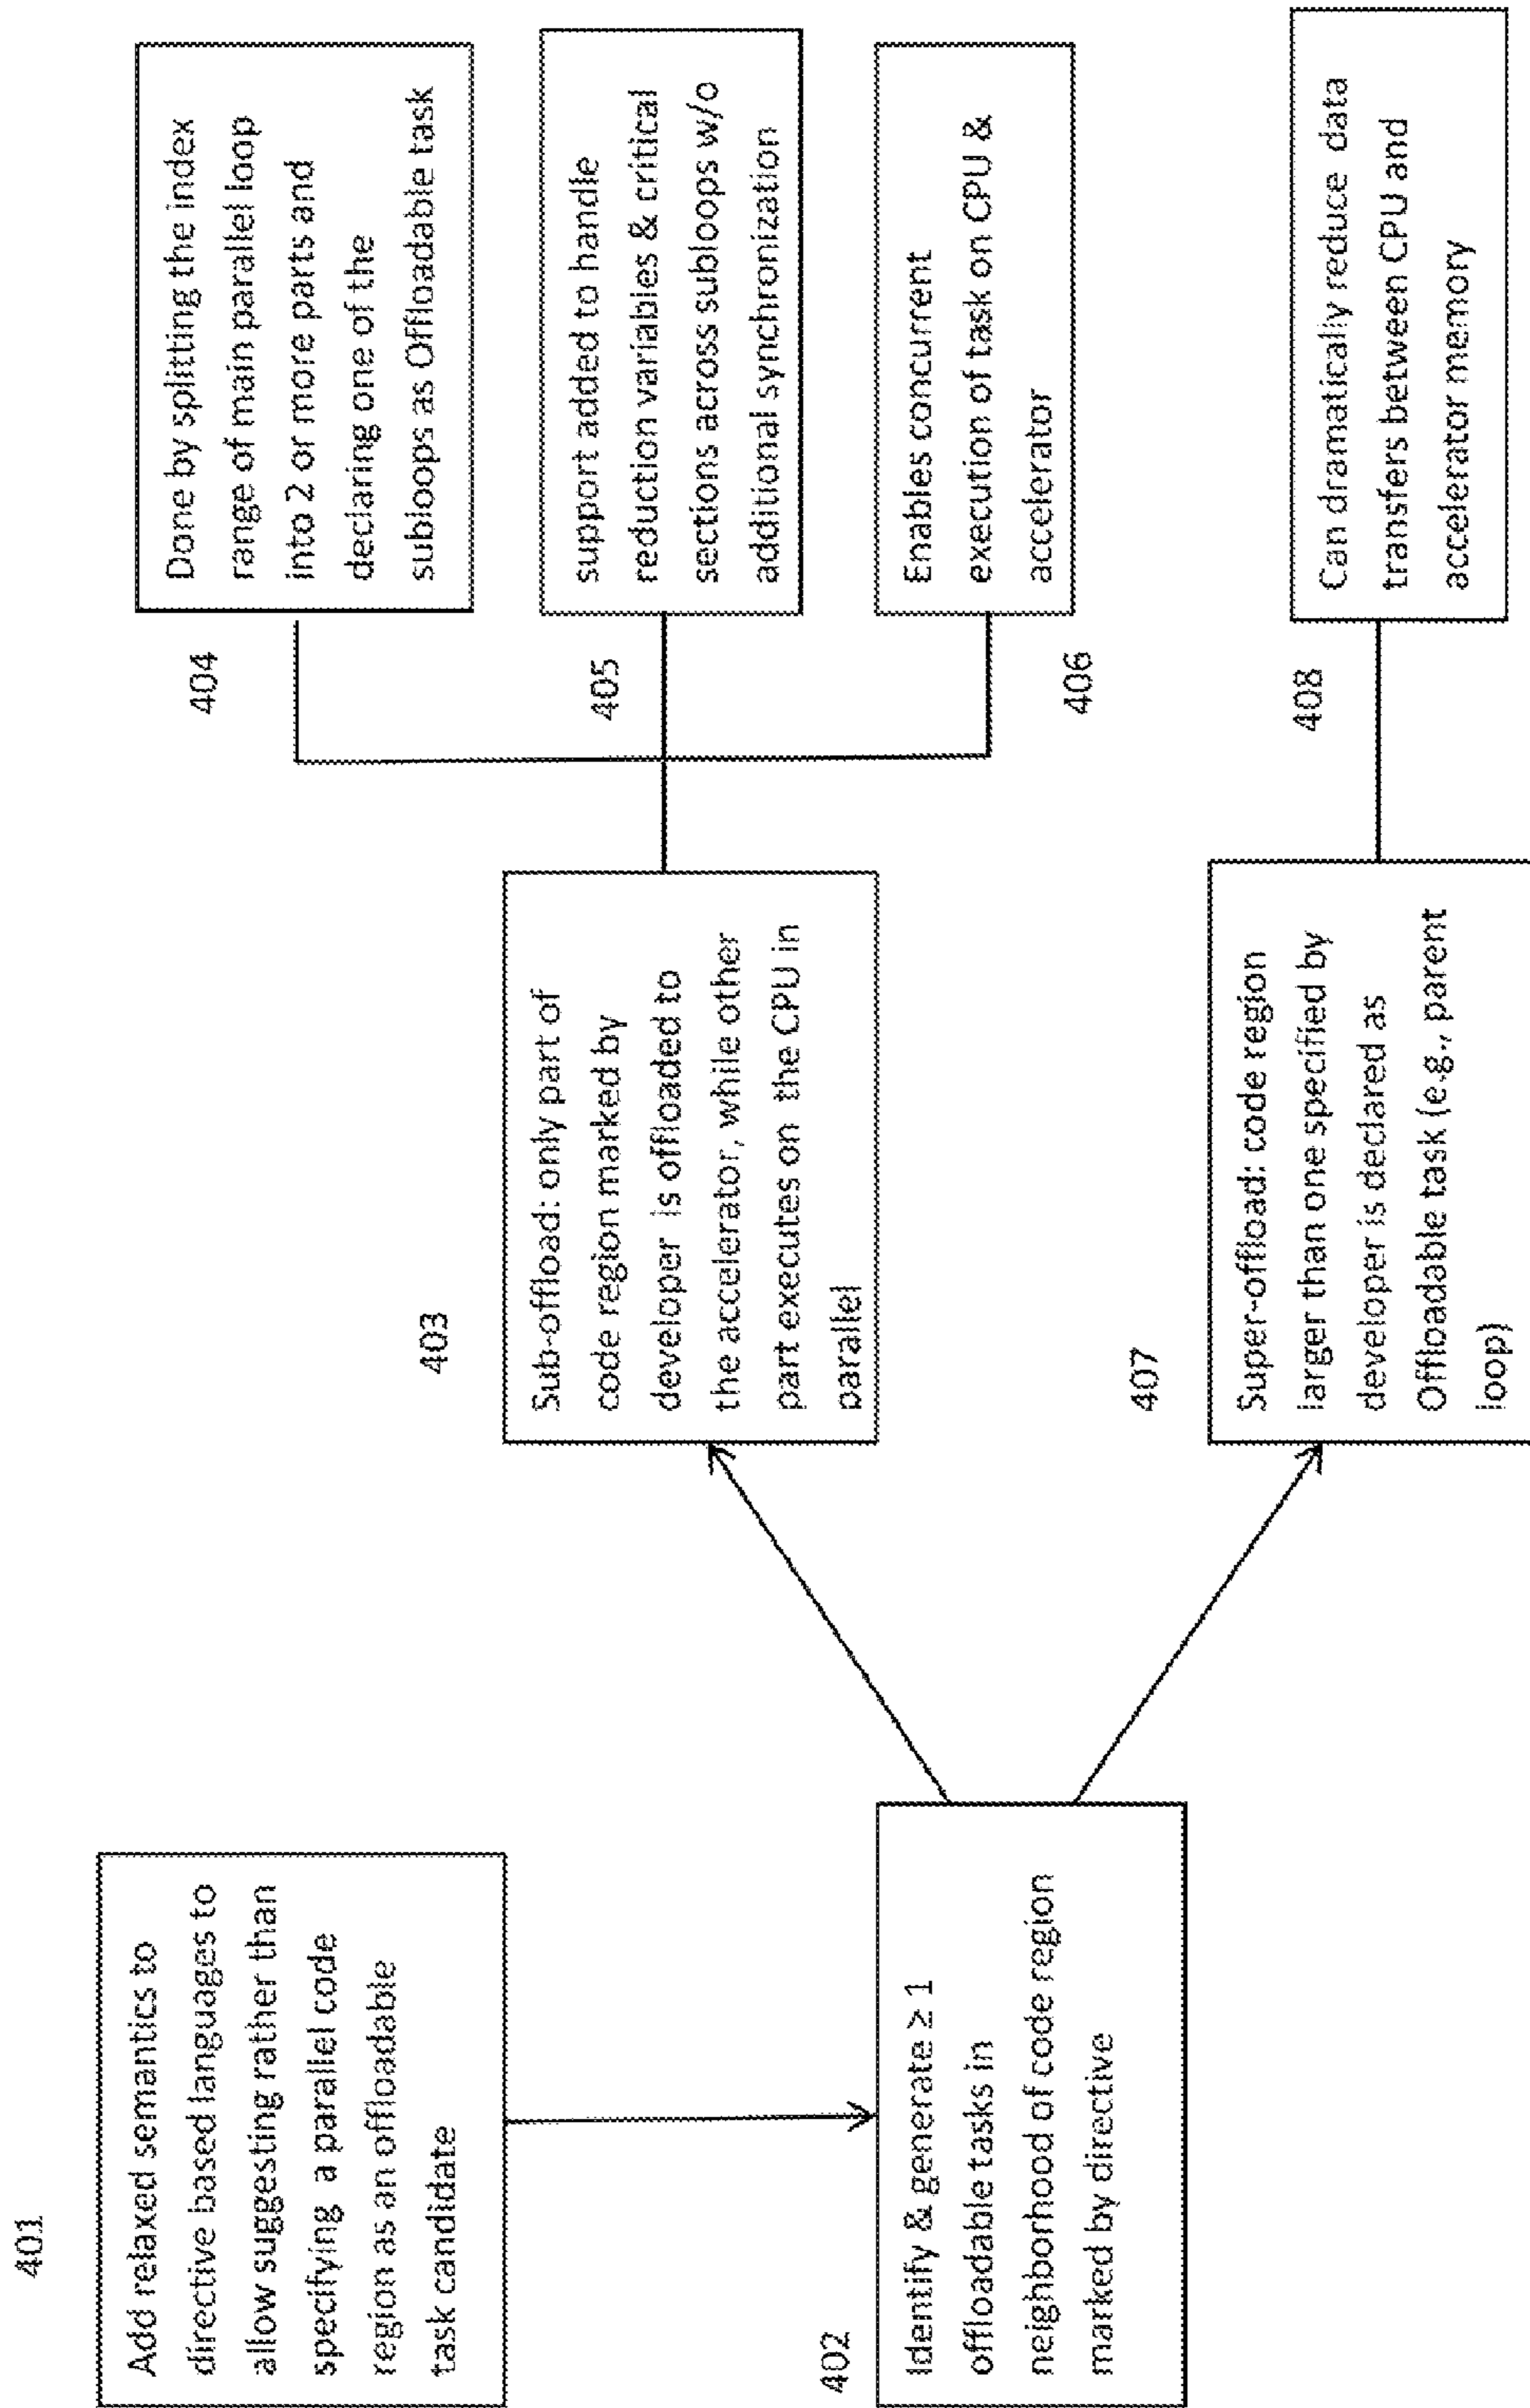 401
Add relaxed semantics to
directive based languages to
allow suggesting rather than
specifying a parallel code
region as an offloadable
task candidate
402
Identify & generate ≥ 1
offloadable tasks in
neighborhood of code region
marked by directive
403
Sub-offload: only part of
code region marked by
developer is offloaded to
the accelerator, while other
part executes on the CPU in
parallel
404
Done by splitting the index
range of main parallel loop
into 2 or more parts and
declaring one of the
subloops as Offloadable task
405
support added to handle
reduction variables & critical
sections across subloops w/o
additional synchronization
406
Enables concurrent
execution of task on CPU &
accelerator
407
Super-offload: code region
larger than one specified by
developer is declared as
Offloadable task (e.g., parent
loop)
408
Can dramatically reduce data
transfers between CPU and
accelerator memory